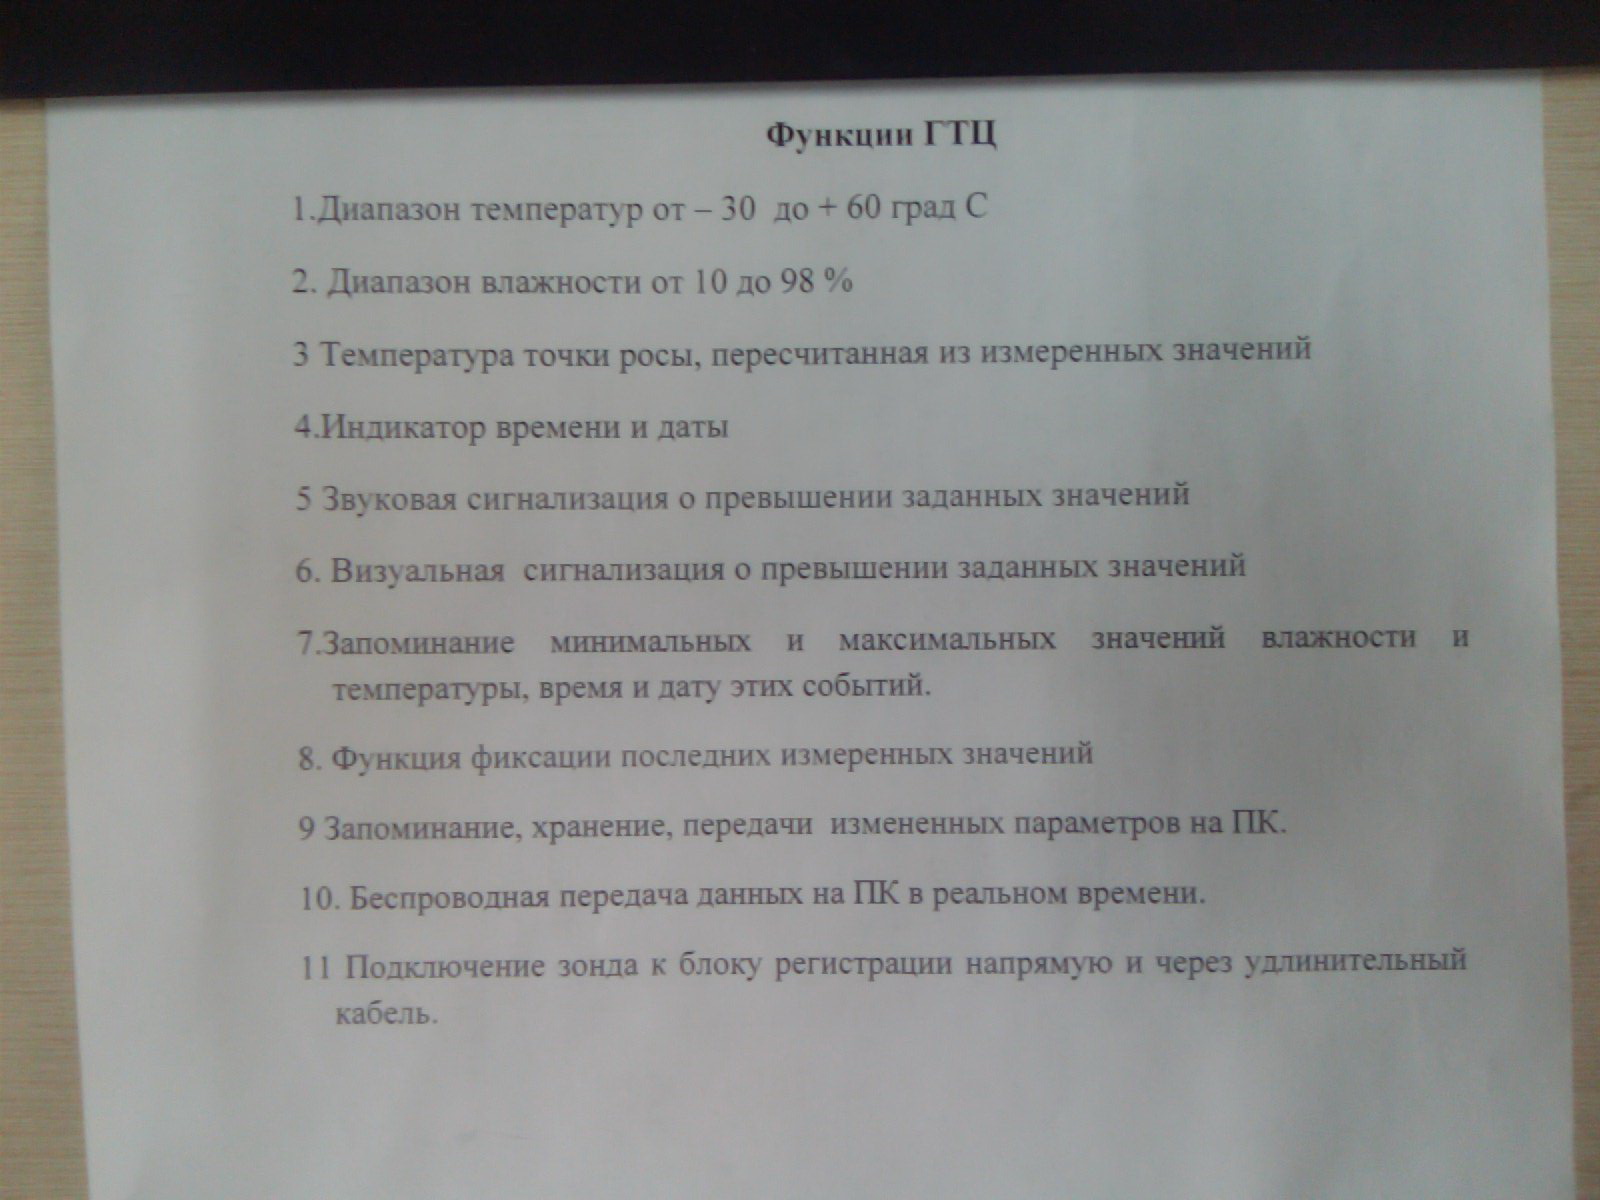 Функции ГТЦ
1.Диапазон температур от – 30 до + 60 град С
2. Диапазон влажности от 10 до 98 %
3 Температура точки росы, пересчитанная из измеренных значений
4.Индикатор времени и даты
5 Звуковая сигнализация о превышении заданных значений
6. Визуальная сигнализация о превышении заданных значений
7.Запоминание минимальных и максимальных значений влажности и
температуры, время и дату этих событий.
8. Функция фиксации последних измеренных значений
9 Запоминание, хранение, передачи измененных параметров на ПК.
10. Беспроводная передача данных на ПК в реальном времени.
11 Подключение зонда к блоку регистрации напрямую и через удлинительный
кабель.